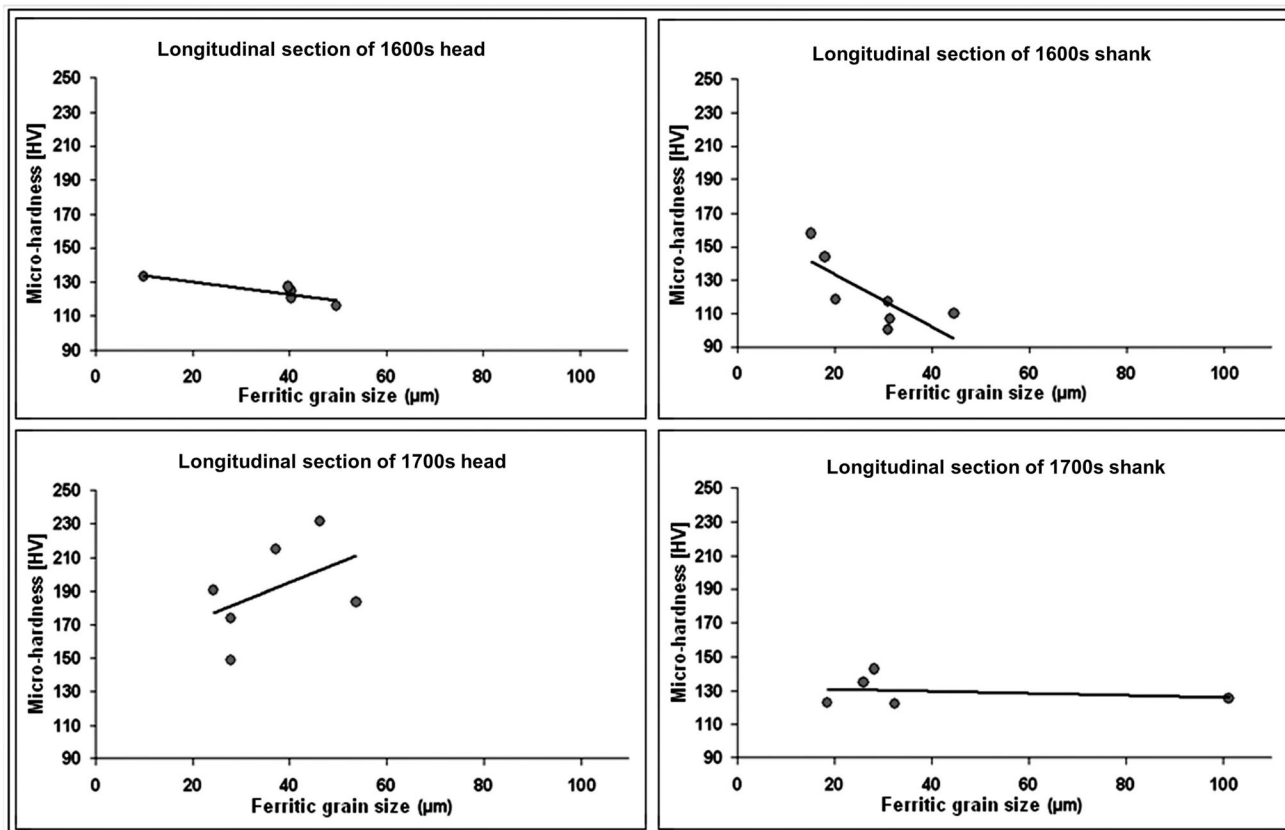 Longitudinal section of 1600s head
Micro-hardness [HV]
250
230
210
190
170
150
130
110
90
0 20 40 60 80 100
Ferritic grain size (µm)
Longitudinal section of 1600s shank
Micro-hardness [HV]
250
230
210
190
170
150
130
110
90
0 20 40 60 80 100
Ferritic grain size (µm)
Longitudinal section of 1700s head
Micro-hardness [HV]
250
230
210
190
170
150
130
110
90
0 20 40 60 80 100
Ferritic grain size (µm)
Longitudinal section of 1700s shank
Micro-hardness [HV]
250
230
210
190
170
150
130
110
90
0 20 40 60 80 100
Ferritic grain size (µm)